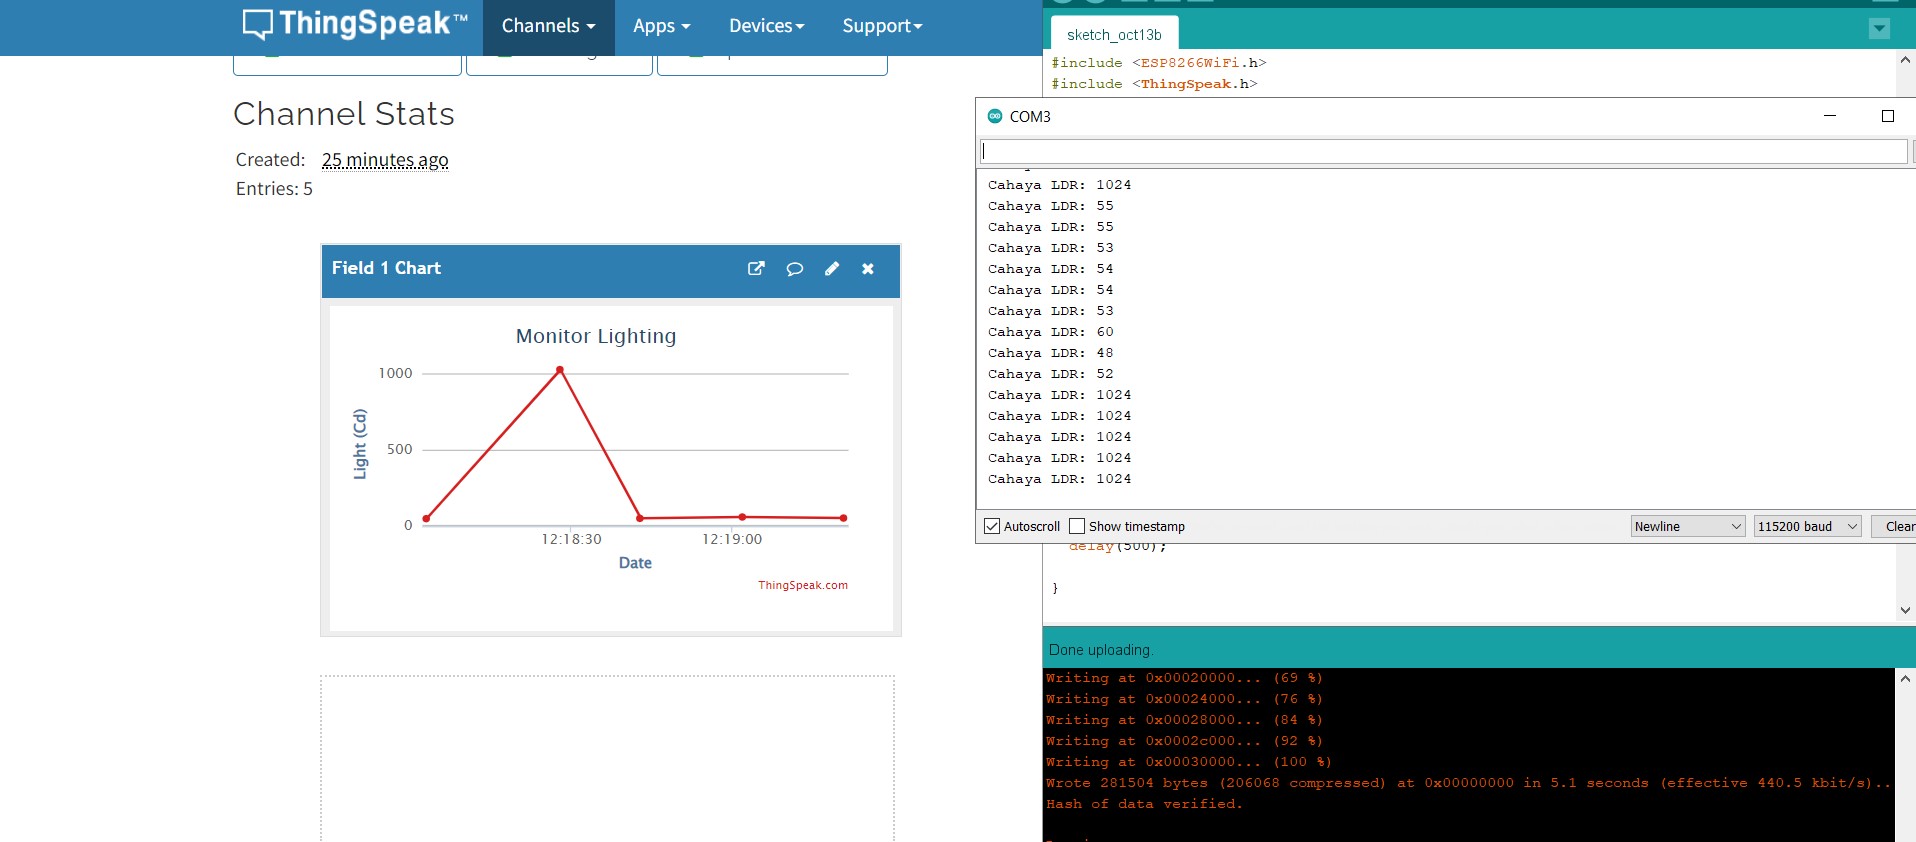 ThingSpeak™
Channels
Apps
Devices
Support
Channel Stats
Created: 25 minutes ago
Entries: 5
Field 1 Chart
Monitor Lighting
1000
500
0
Light (Cd)
12:18:30
12:19:00
Date
ThingSpeak.com
sketch_oct13b
#include <ESP8266WiFi.h>
#include <ThingSpeak.h>
COM3
Cahaya LDR: 1024
Cahaya LDR: 55
Cahaya LDR: 55
Cahaya LDR: 53
Cahaya LDR: 54
Cahaya LDR: 54
Cahaya LDR: 53
Cahaya LDR: 60
Cahaya LDR: 48
Cahaya LDR: 52
Cahaya LDR: 1024
Cahaya LDR: 1024
Cahaya LDR: 1024
Cahaya LDR: 1024
Cahaya LDR: 1024
Autoscroll
Show timestamp
Newline
115200 baud
Clear
delay(500);
}
Done uploading.
Writing at 0x00020000... (69 %)
Writing at 0x00024000... (76 %)
Writing at 0x00028000... (84 %)
Writing at 0x0002c000... (92 %)
Writing at 0x00030000... (100 %)
Wrote 281504 bytes (206068 compressed) at 0x00000000 in 5.1 seconds (effective 440.5 kbit/s)..
Hash of data verified.